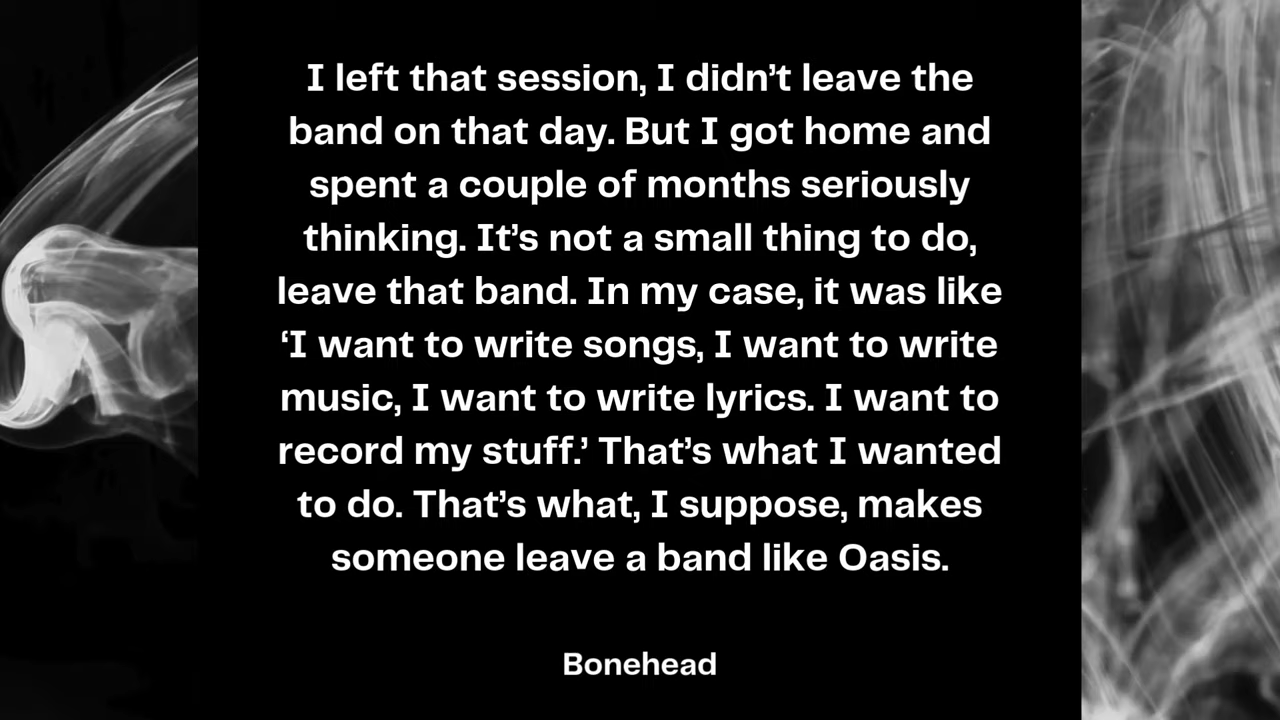 I left that session, I didn’t leave the
band on that day. But I got home and
spent a couple of months seriously
thinking. It’s not a small thing to do,
leave that band. In my case, it was like
‘I want to write songs, I want to write
music, I want to write lyrics. I want to
record my stuff.’ That’s what I wanted
to do. That’s what, I suppose, makes
someone leave a band like Oasis.
Bonehead